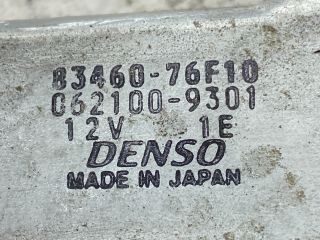 83460-76F10
062100-9301
12V 1E
DENSO
MADE IN JAPAN